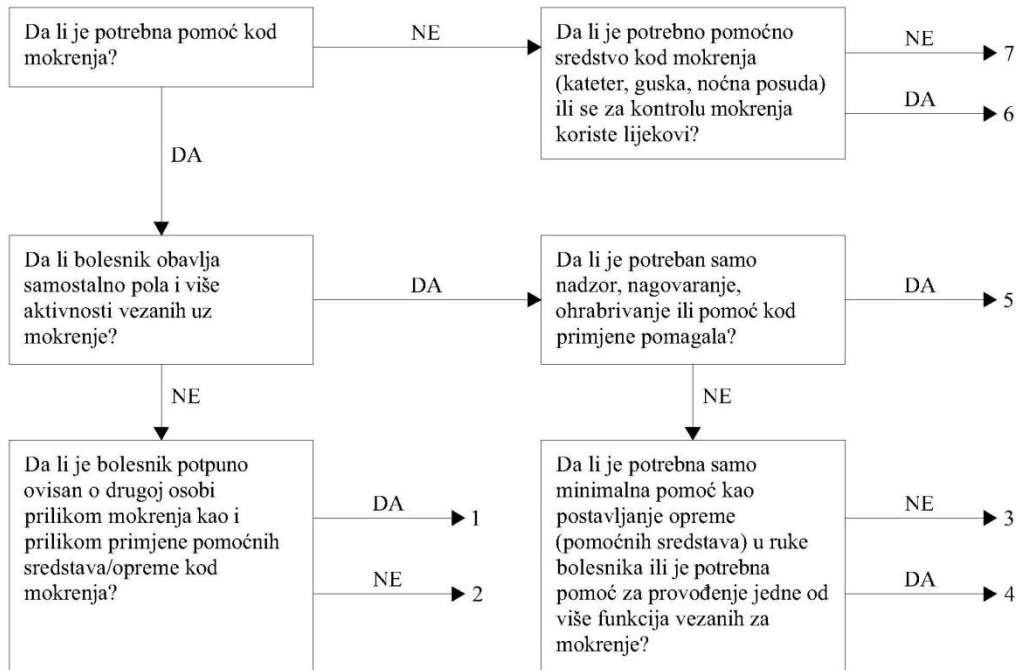 Da li je potrebna pomoć kod
mokrenja?
NE
Da li je potrebno pomoćno
sredstvo kod mokrenja
(kateter, guska, noćna posuda)
ili se za kontrolu mokrenja
koriste lijekovi?
NE
7
DA
6
DA
Da li bolesnik obavlja
samostalno pola i više
aktivnosti vezanih uz
mokrenje?
DA
Da li je potreban samo
nadzor, nagovaranje,
ohrabrivanje ili pomoć kod
primjene pomagala?
DA
5
NE
NE
Da li je bolesnik potpuno
ovisan o drugoj osobi
prilikom mokrenja kao i
prilikom primjene pomoćnih
sredstava/opreme kod
mokrenja?
DA
1
NE
2
Da li je potrebna samo
minimalna pomoć kao
postavljanje opreme
(pomoćnih sredstava) u ruke
bolesnika ili je potrebna
pomoć za provođenje jedne od
više funkcija vezanih za
mokrenje?
NE
3
DA
4